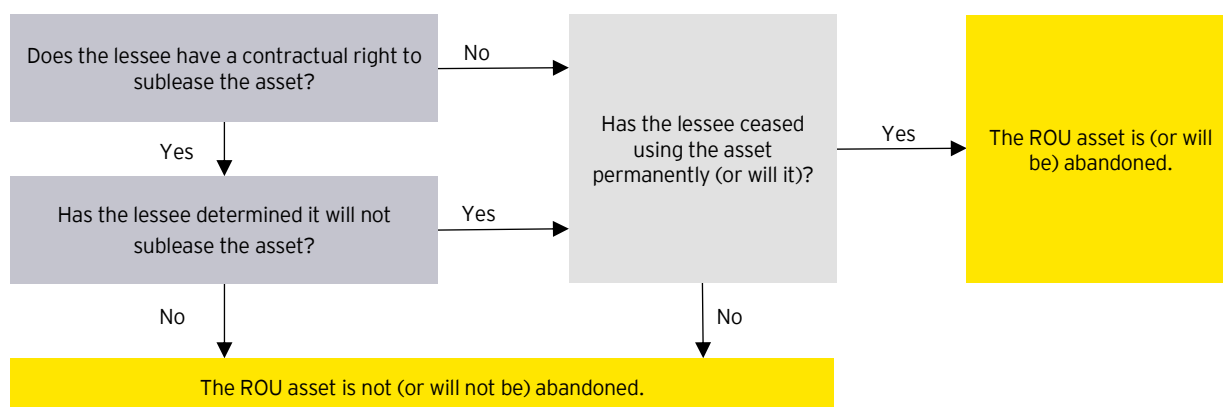 Does the lessee have a contractual right to
sublease the asset?
No
Has the lessee ceased
using the asset
permanently (or will it)?
Yes
The ROU asset is (or will
be) abandoned.
Yes
Has the lessee determined it will not
sublease the asset?
Yes
No
No
The ROU asset is not (or will not be) abandoned.